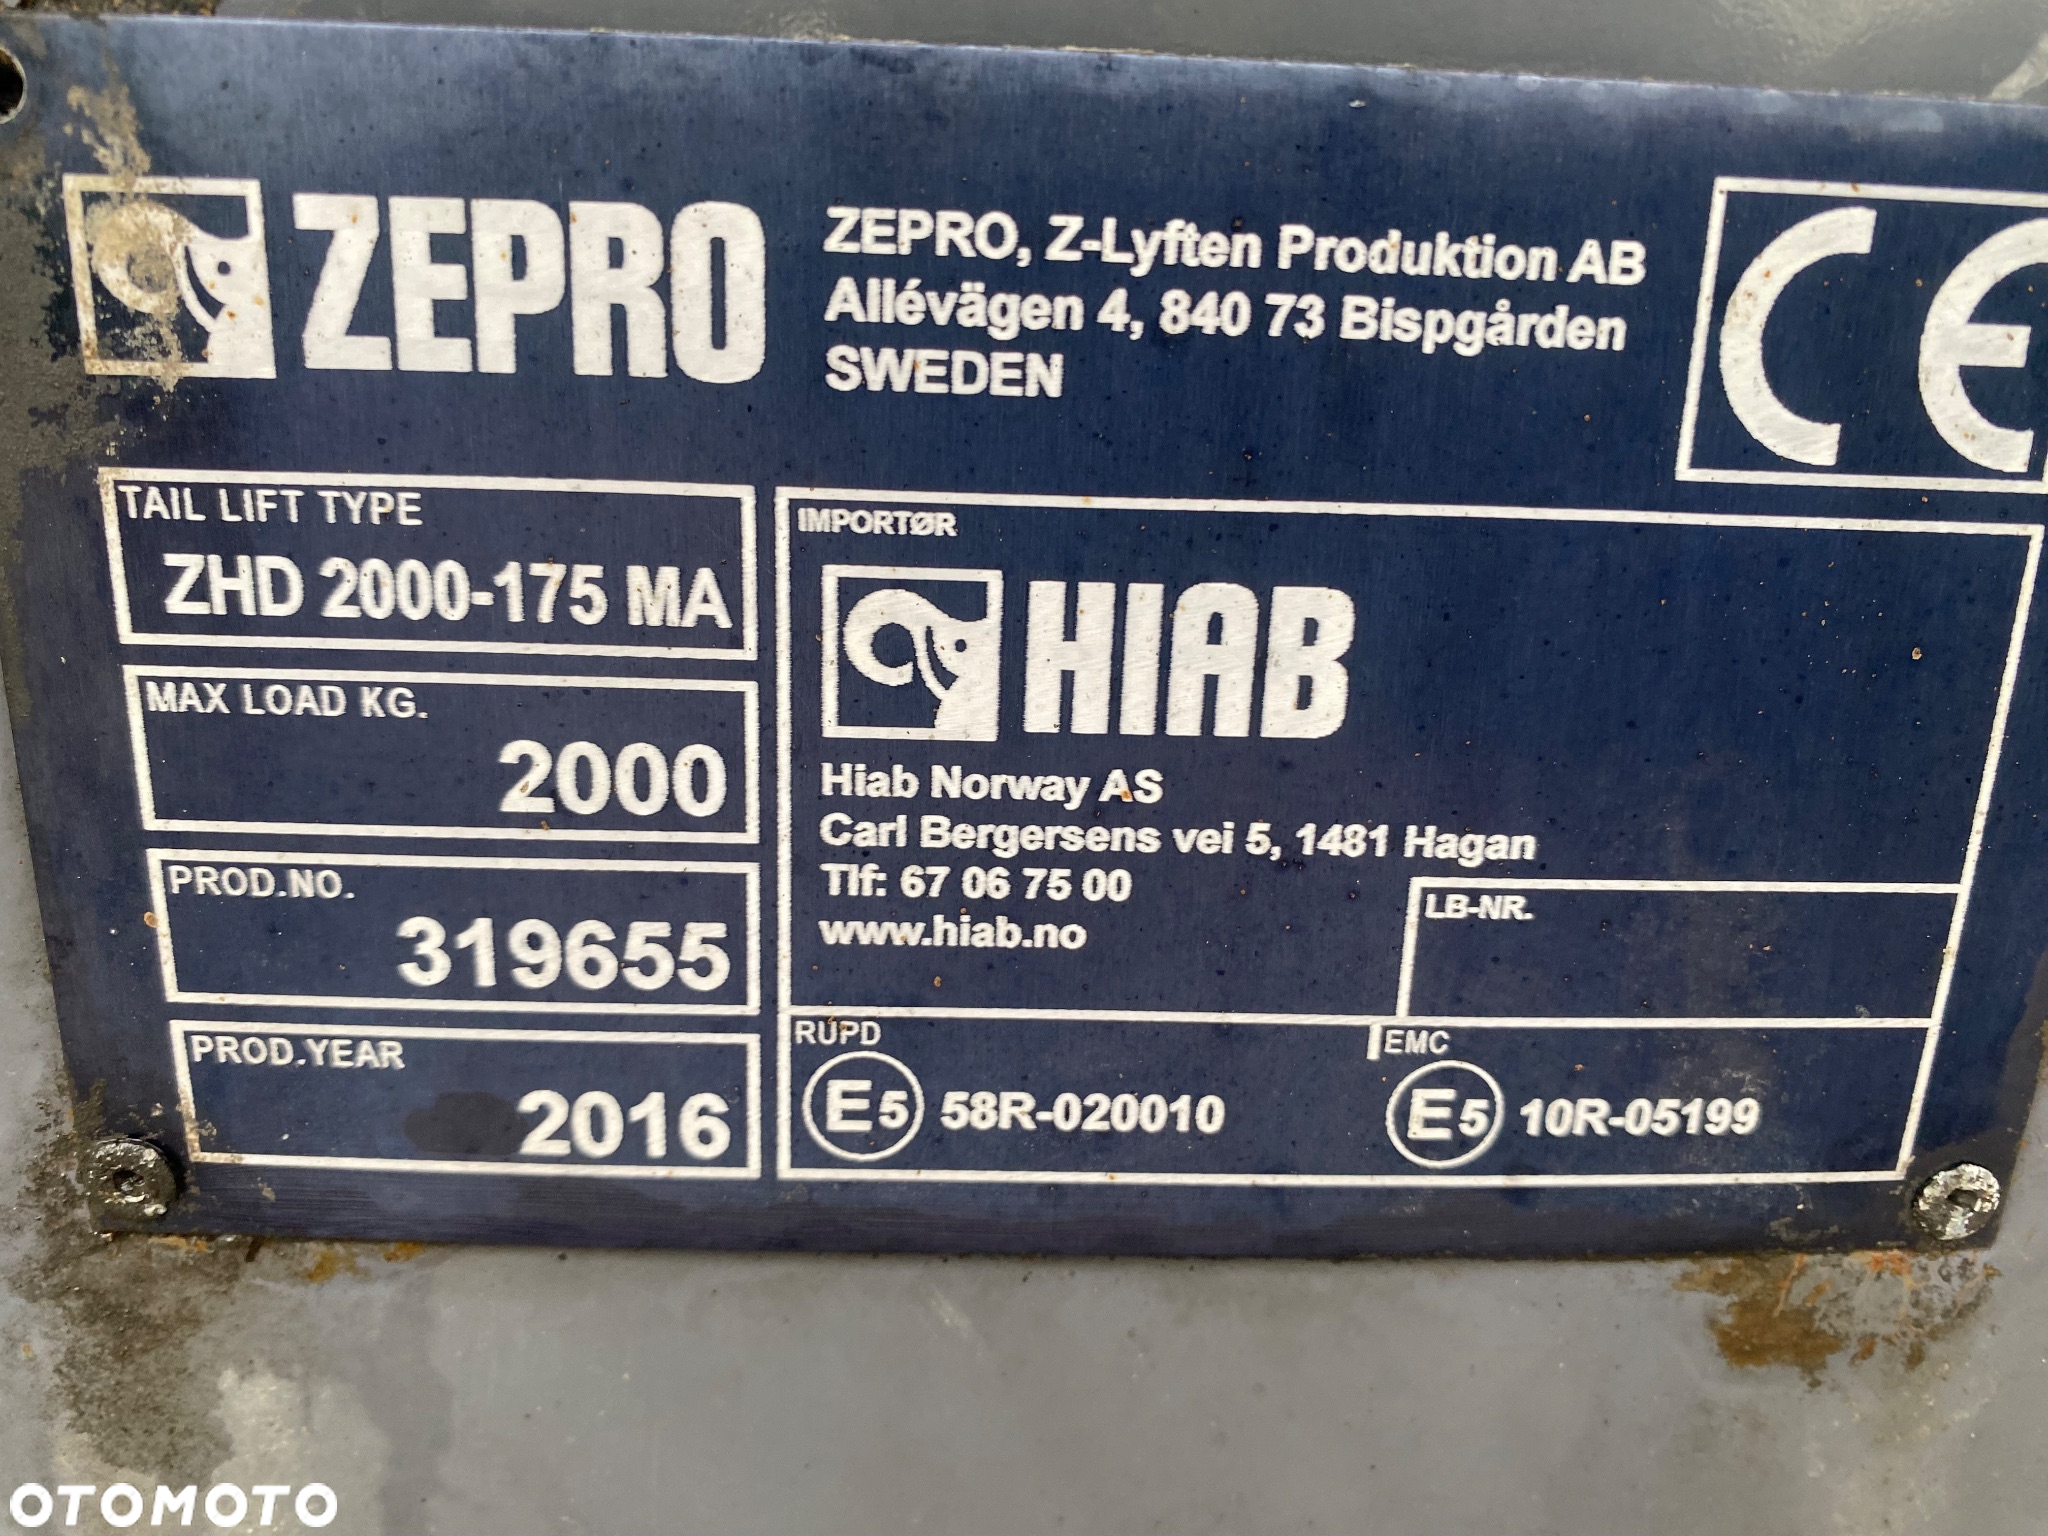 ZEPRO
ZEPRO, Z-Lyften Produktion AB
Allévägen 4, 840 73 Bispgården
SWEDEN
CE
TAIL LIFT TYPE
ZHD 2000-175 MA
MAX LOAD KG.
2000
PROD.NO.
319655
PROD.YEAR
2016
IMPORTØR
HIAB
Hiab Norway AS
Carl Bergersens vei 5, 1481 Hagan
Tlf: 67 06 75 00
www.hiab.no
LB-NR.
RUPD
E5 58R-020010
EMC
E5 10R-05199
OTOMOTO